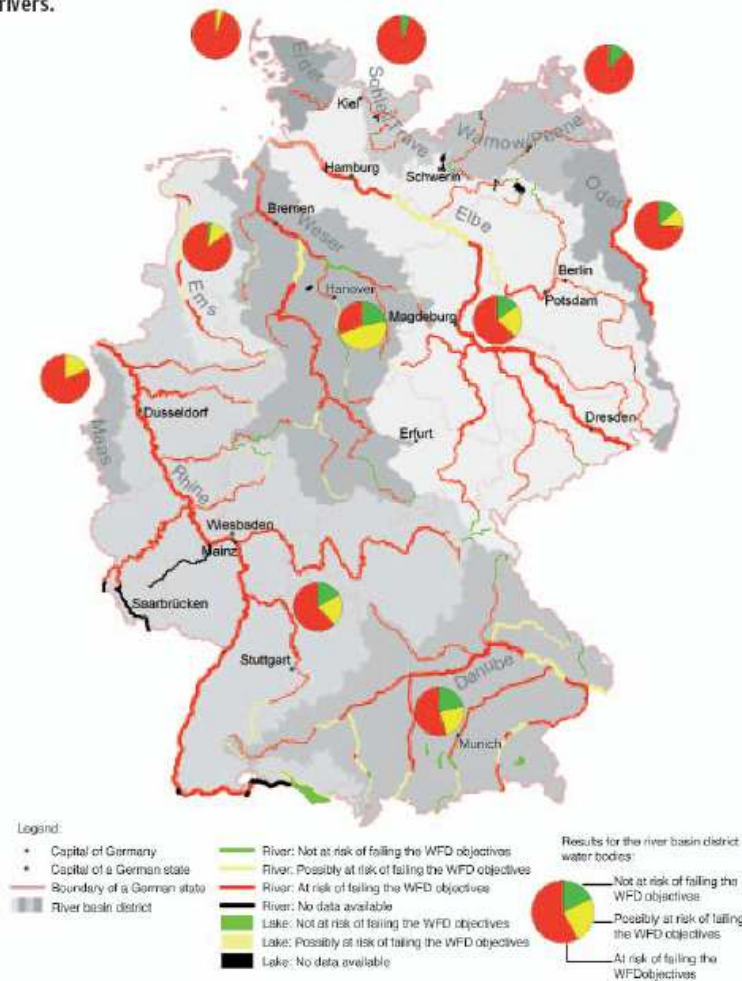 rivers.
Eider
Kiel
Schlei/Trave
Warnow/Peene
Hamburg
Schwerin
Oder
Elbe
Bremen
Weser
Ems
Hanover
Berlin
Potsdam
Magdeburg
Dusseldorf
Maas
Erfurt
Dresden
Rhine
Wiesbaden
Mainz
Saarbrücken
Stuttgart
Danube
Munich
Legend:
Capital of Germany
Capital of a German state
Boundary of a German state
River basin district
River: Not at risk of failing the WFD objectives
River: Possibly at risk of failing the WFD objectives
River: At risk of failing the WFD objectives
River: No data available
Lake: Not at risk of failing the WFD objectives
Lake: Possibly at risk of failing the WFD objectives
Lake: No data available
Results for the river basin district
water bodies:
Not at risk of failing the
WFD objectives
Possibly at risk of failing
the WFD objectives
At risk of failing the
WFDobjectives